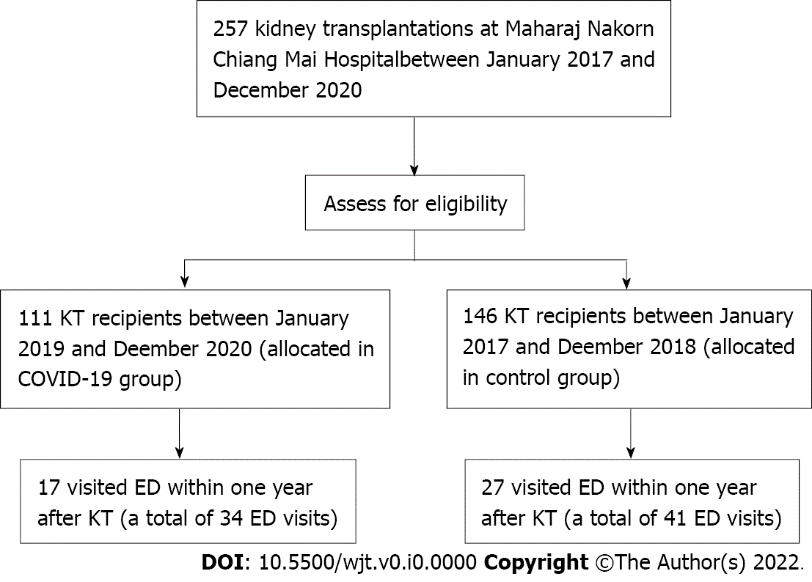 257 kidney transplantations at Maharaj Nakorn
Chiang Mai Hospitalbetween January 2017 and
December 2020
Assess for eligibility
111 KT recipients between January
2019 and Deember 2020 (allocated in
COVID-19 group)
146 KT recipients between January
2017 and Deember 2018 (allocated
in control group)
17 visited ED within one year
after KT (a total of 34 ED visits)
27 visited ED within one year
after KT (a total of 41 ED visits)
DOI: 10.5500/wjt.v0.i0.0000 Copyright ©The Author(s) 2022.